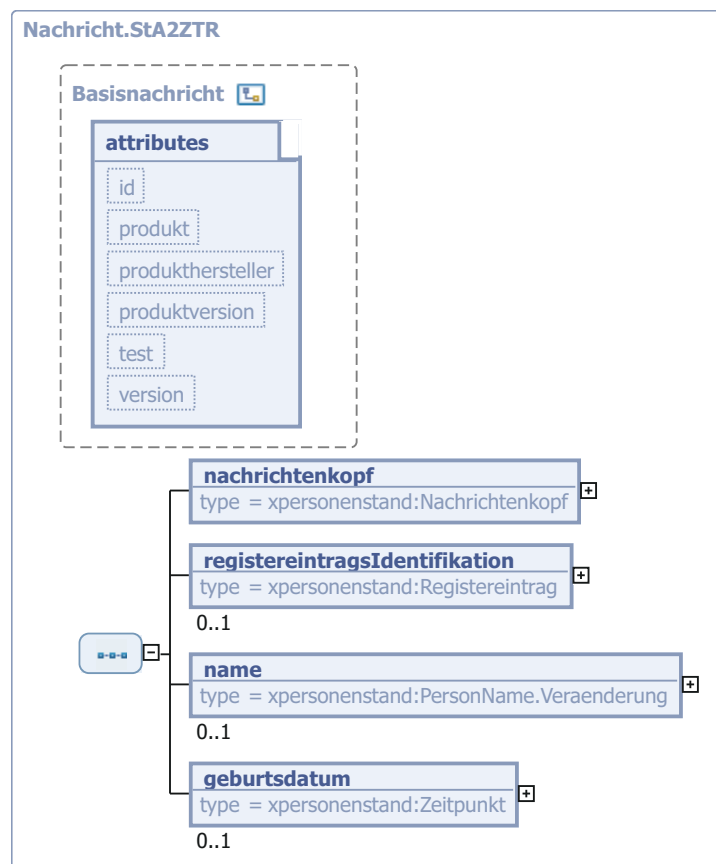 Nachricht.StA2ZTR
Basisnachricht
attributes
id
produkt
produkthersteller
produktversion
test
version
nachrichtenkopf
type = xpersonenstand:Nachrichtenkopf
registereintragsIdentifikation
type = xpersonenstand:Registereintrag
0..1
name
type = xpersonenstand:PersonName.Veraenderung
0..1
geburtsdatum
type = xpersonenstand:Zeitpunkt
0..1